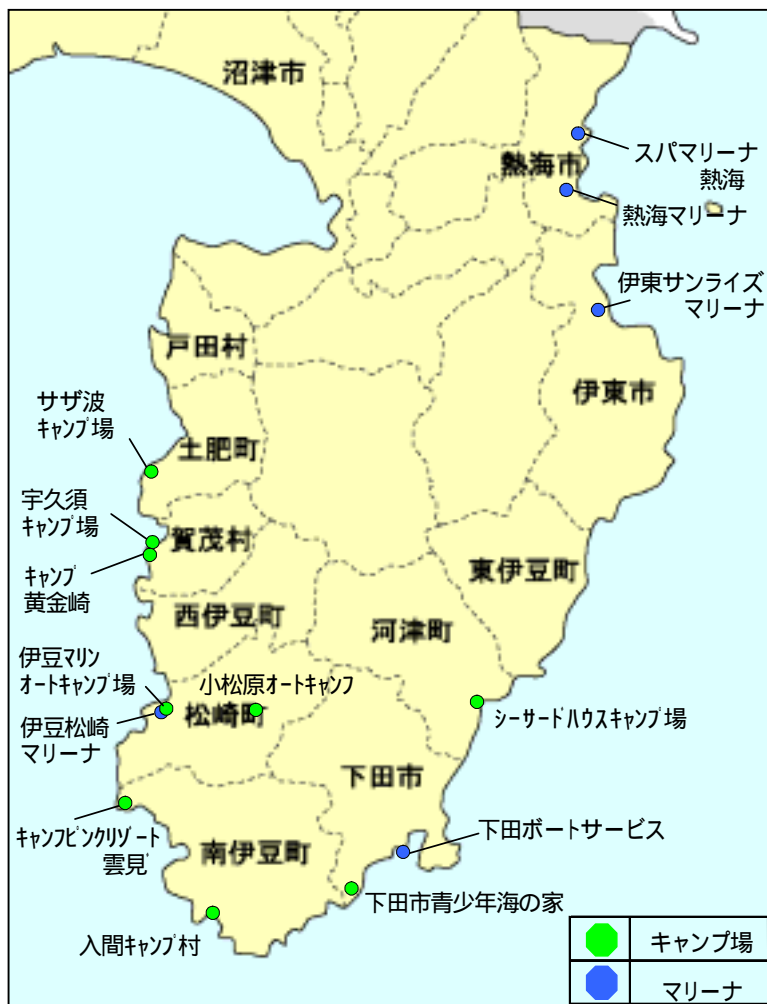 沼津市
スパマリーナ
熱海
熱海市
熱海マリーナ
伊東サンライズ
マリーナ
戸田村
伊東市
サザ波
キャンプ場
土肥町
宇久須
キャンプ場
賀茂村
キャンプ
黄金崎
東伊豆町
西伊豆町
河津町
伊豆マリン
オートキャンプ場
小松原オートキャンプ
伊豆松崎
マリーナ
松崎町
シーサードハウスキャンプ場
下田市
キャンプピンクリゾート
雲見
南伊豆町
下田ボートサービス
下田市青少年海の家
入間キャンプ村
キャンプ場
マリーナ